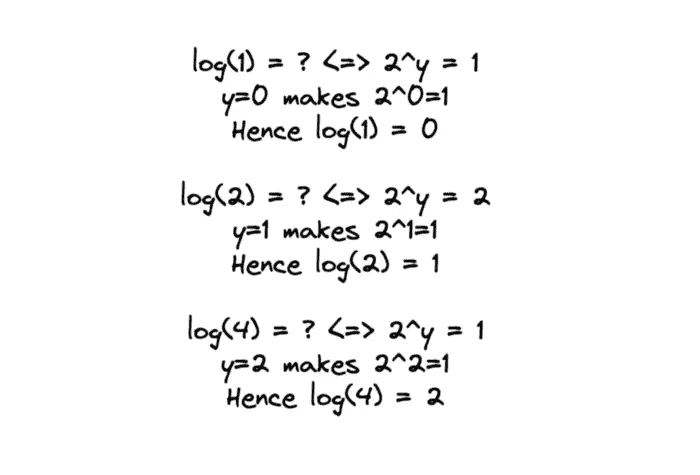 log(1) = ? <=> 2^y = 1
y=0 makes 2^0=1
Hence log(1) = 0
log(2) = ? <=> 2^y = 2
y=1 makes 2^1=1
Hence log(2) = 1
log(4) = ? <=> 2^y = 1
y=2 makes 2^2=1
Hence log(4) = 2